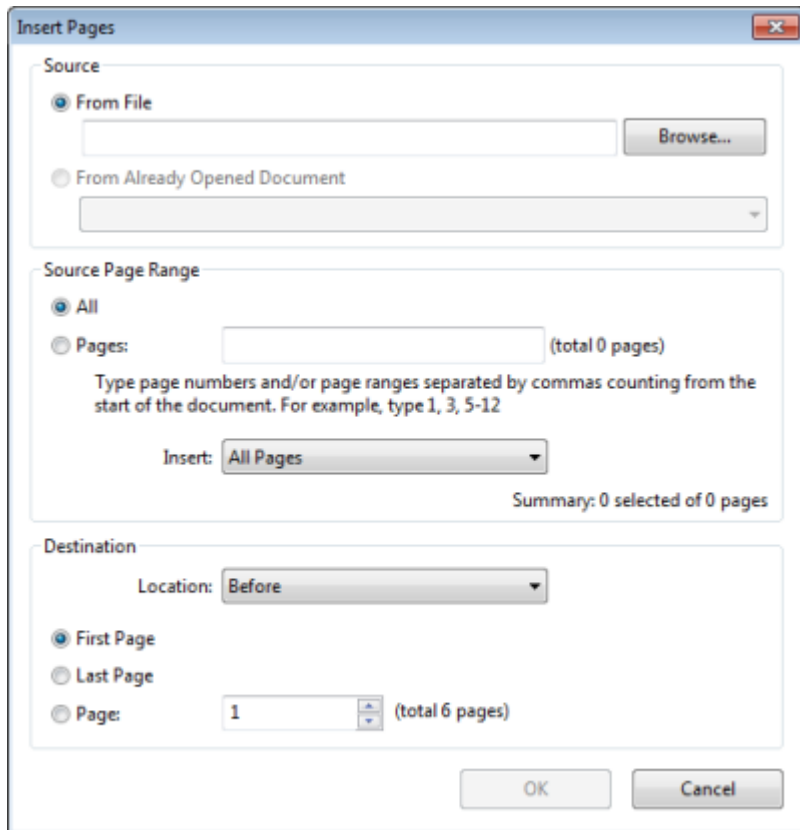 Insert Pages
Source
From File
Browse...
From Already Opened Document
Source Page Range
All
Pages:
(total 0 pages)
Type page numbers and/or page ranges separated by commas counting from the
start of the document. For example, type 1, 3, 5-12
Insert: All Pages
Summary: 0 selected of 0 pages
Destination
Location: Before
First Page
Last Page
Page: 1 (total 6 pages)
OK Cancel